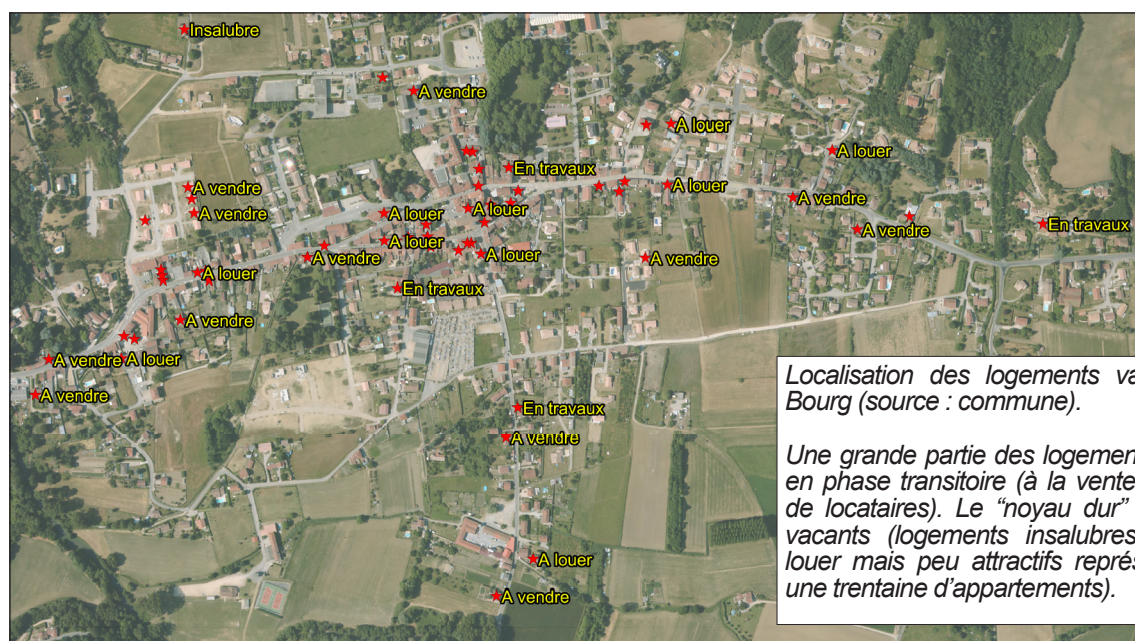 Insalubre
A vendre
A louer
A louer
En travaux
A vendre
A louer
A vendre
A louer
A louer
A vendre
En travaux
A vendre
A louer
A louer
A vendre
A vendre
A louer
En travaux
A vendre
A vendre
A louer
A vendre
En travaux
A vendre
A louer
A vendre
Localisation des logements va
Bourg (source : commune).
Une grande partie des logemen
en phase transitoire (à la vente
de locataires). Le “noyau dur”
vacants (logements insalubres
louer mais peu attractifs représ
une trentaine d’appartements).